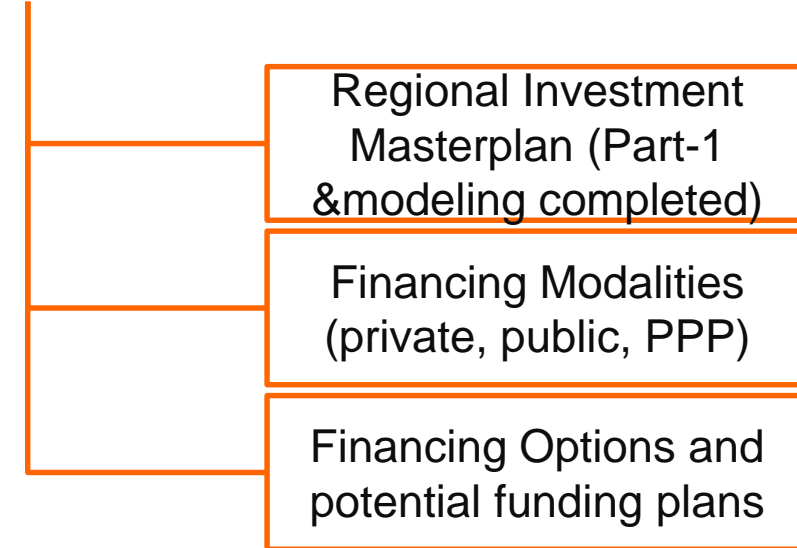 Regional Investment
Masterplan (Part-1
&modeling completed)
Financing Modalities
(private, public, PPP)
Financing Options and
potential funding plans